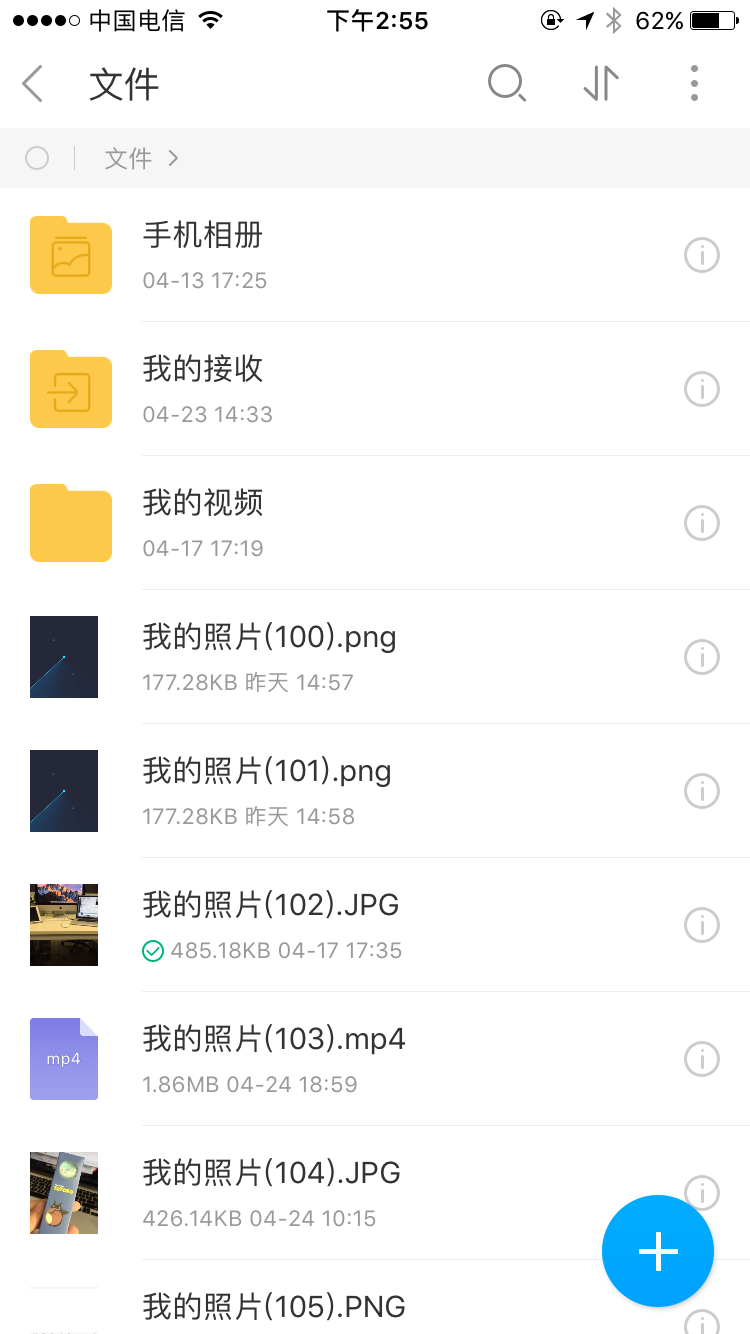 中国电信 下午2:55 62%
文件
文件
手机相册
04-13 17:25
我的接收
04-23 14:33
我的视频
04-17 17:19
我的照片(100).png
177.28KB 昨天 14:57
我的照片(101).png
177.28KB 昨天 14:58
我的照片(102).JPG
485.18KB 04-17 17:35
mp4
我的照片(103).mp4
1.86MB 04-24 18:59
我的照片(104).JPG
426.14KB 04-24 10:15
我的照片(105).PNG